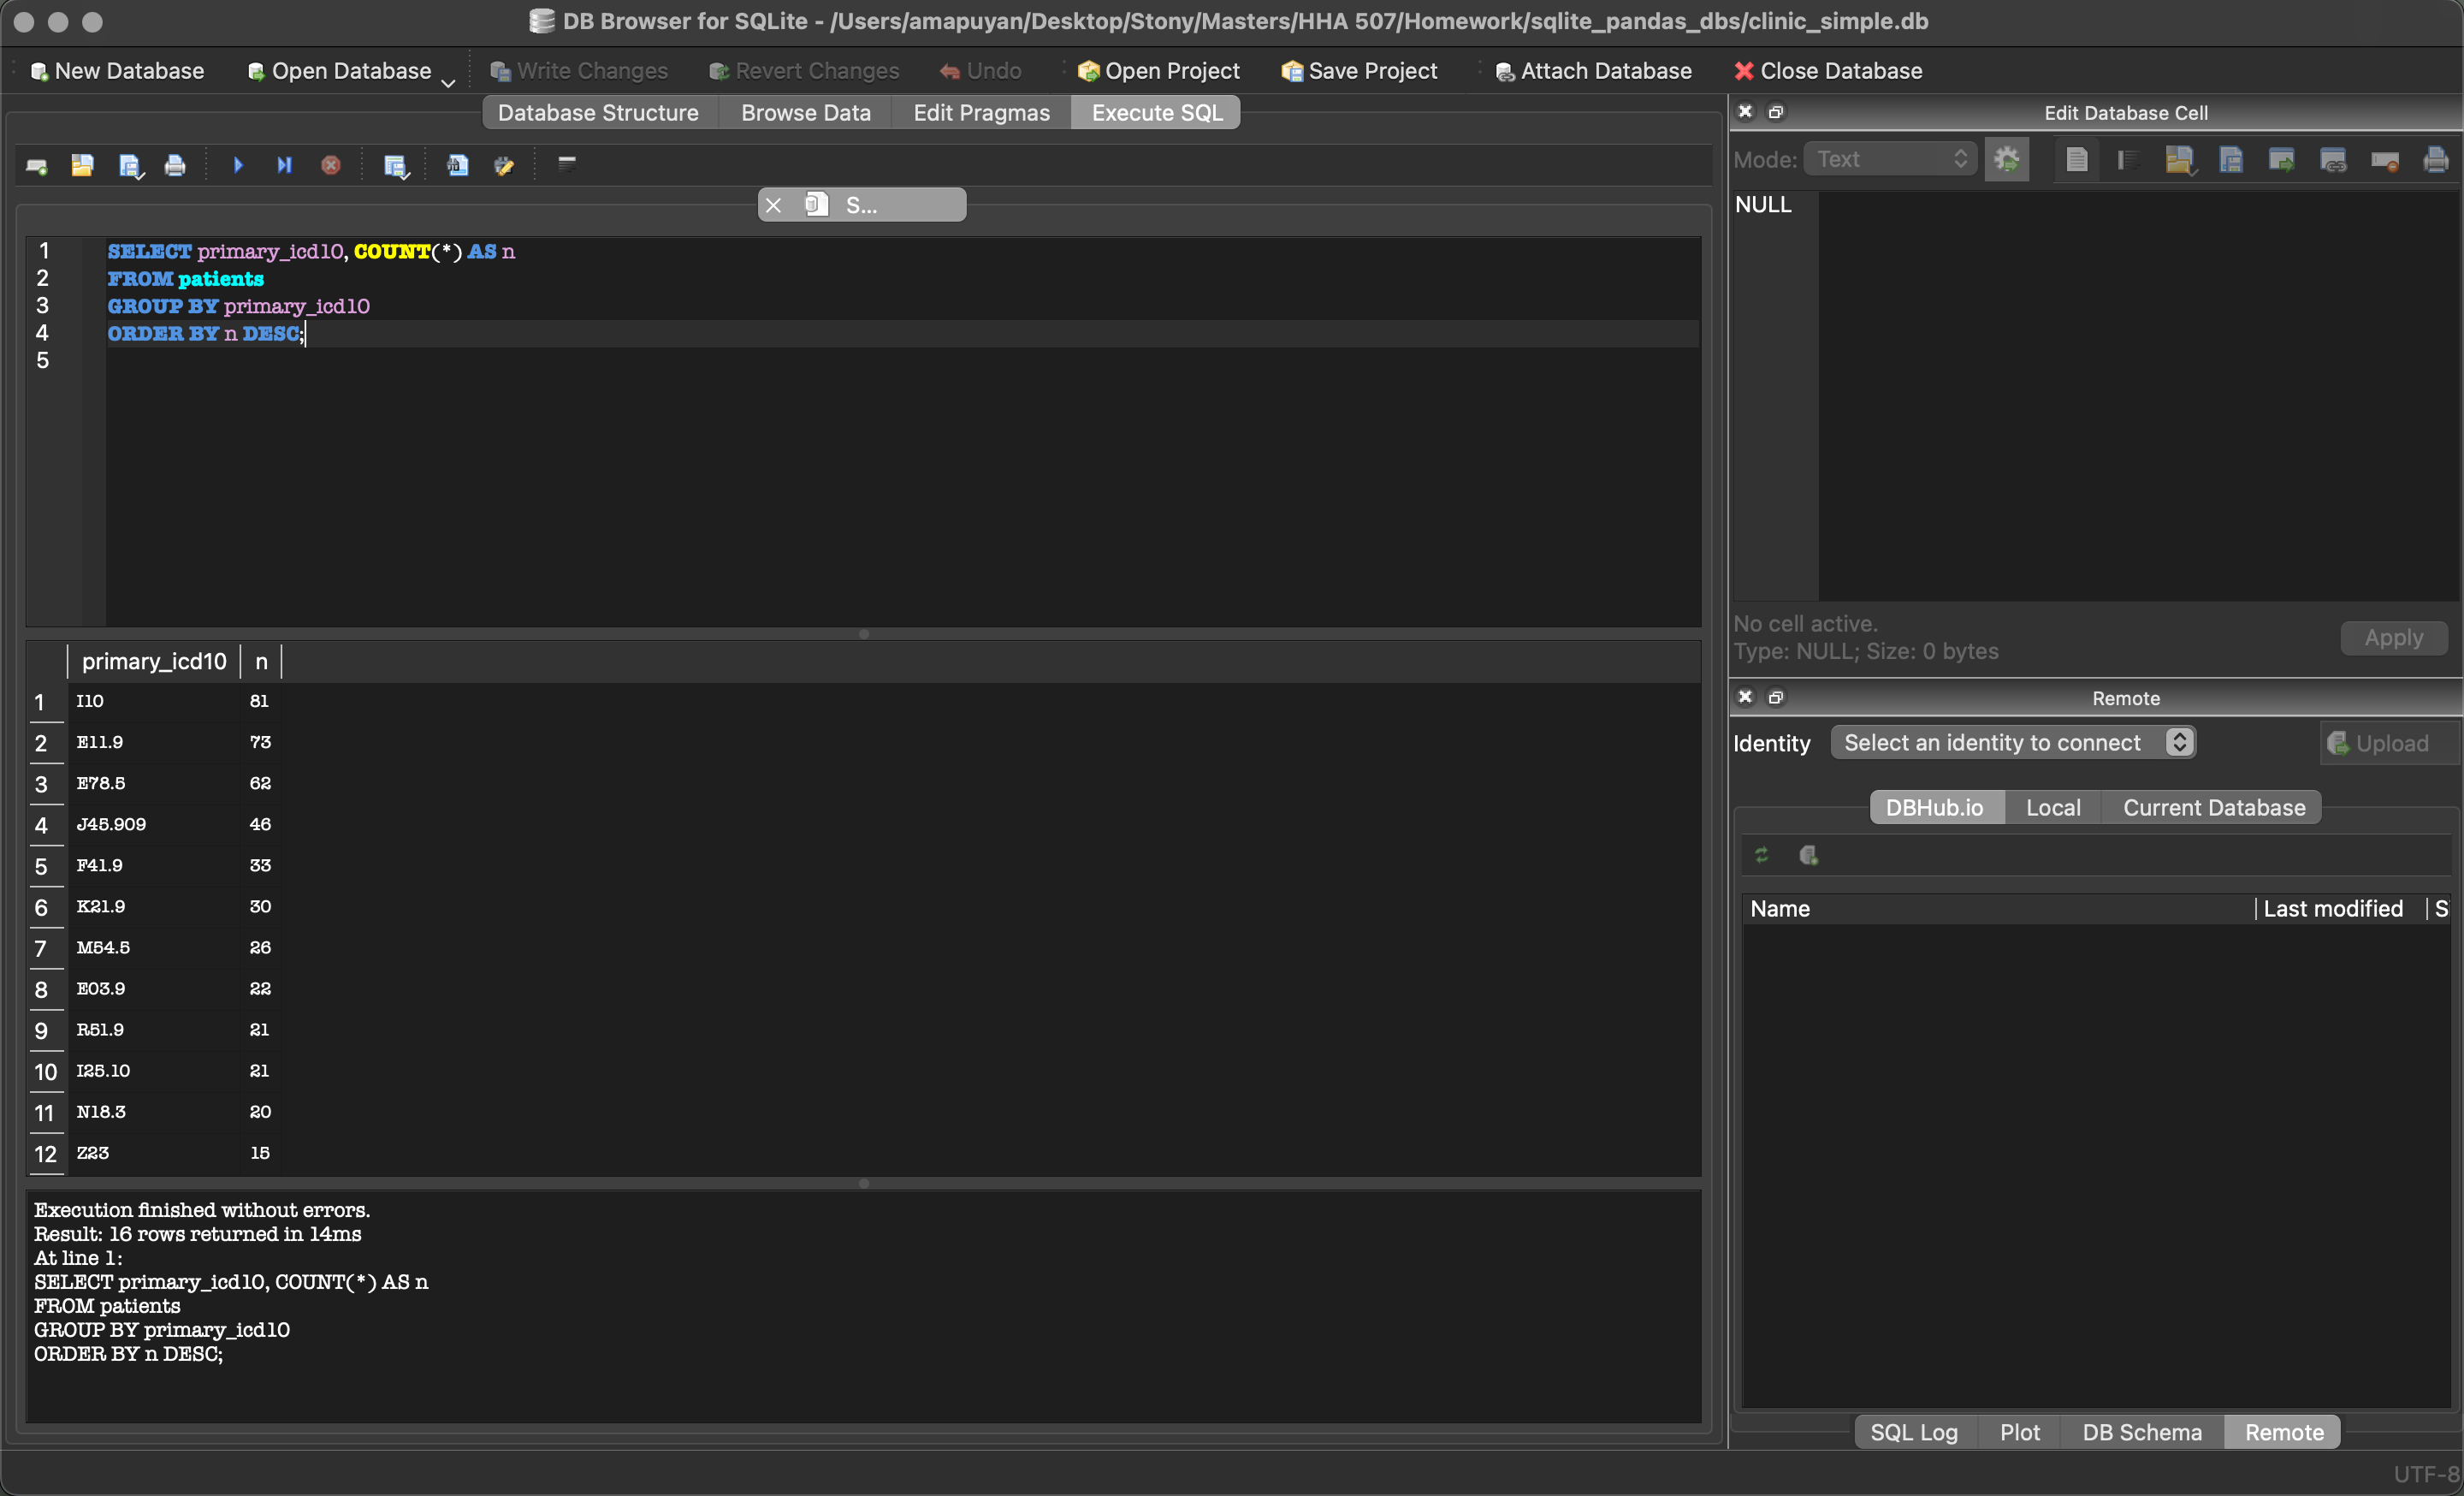 DB Browser for SQLite - /Users/amapuyan/Desktop/Stony/Masters/HHA 507/Homework/sqlite_pandas_dbs/clinic_simple.db
New Database Open Database Write Changes Revert Changes Undo Open Project Save Project Attach Database Close Database
Database Structure Browse Data Edit Pragmas Execute SQL
S...
1 SELECT primary_icd10, COUNT(*) AS n
2 FROM patients
3 GROUP BY primary_icd10
4 ORDER BY n DESC;
5
primary_icd10 n
1 I10 81
2 E11.9 73
3 E78.5 62
4 J45.909 46
5 F41.9 33
6 K21.9 30
7 M54.5 26
8 E03.9 22
9 R51.9 21
10 I25.10 21
11 N18.3 20
12 Z23 15
Execution finished without errors.
Result: 16 rows returned in 14ms
At line 1:
SELECT primary_icd10, COUNT(*) AS n
FROM patients
GROUP BY primary_icd10
ORDER BY n DESC;
Edit Database Cell
Mode: Text
NULL
No cell active.
Type: NULL; Size: 0 bytes
Apply
Remote
Identity Select an identity to connect Upload
DBHub.io Local Current Database
Name Last modified S
SQL Log Plot DB Schema Remote
UTF-8